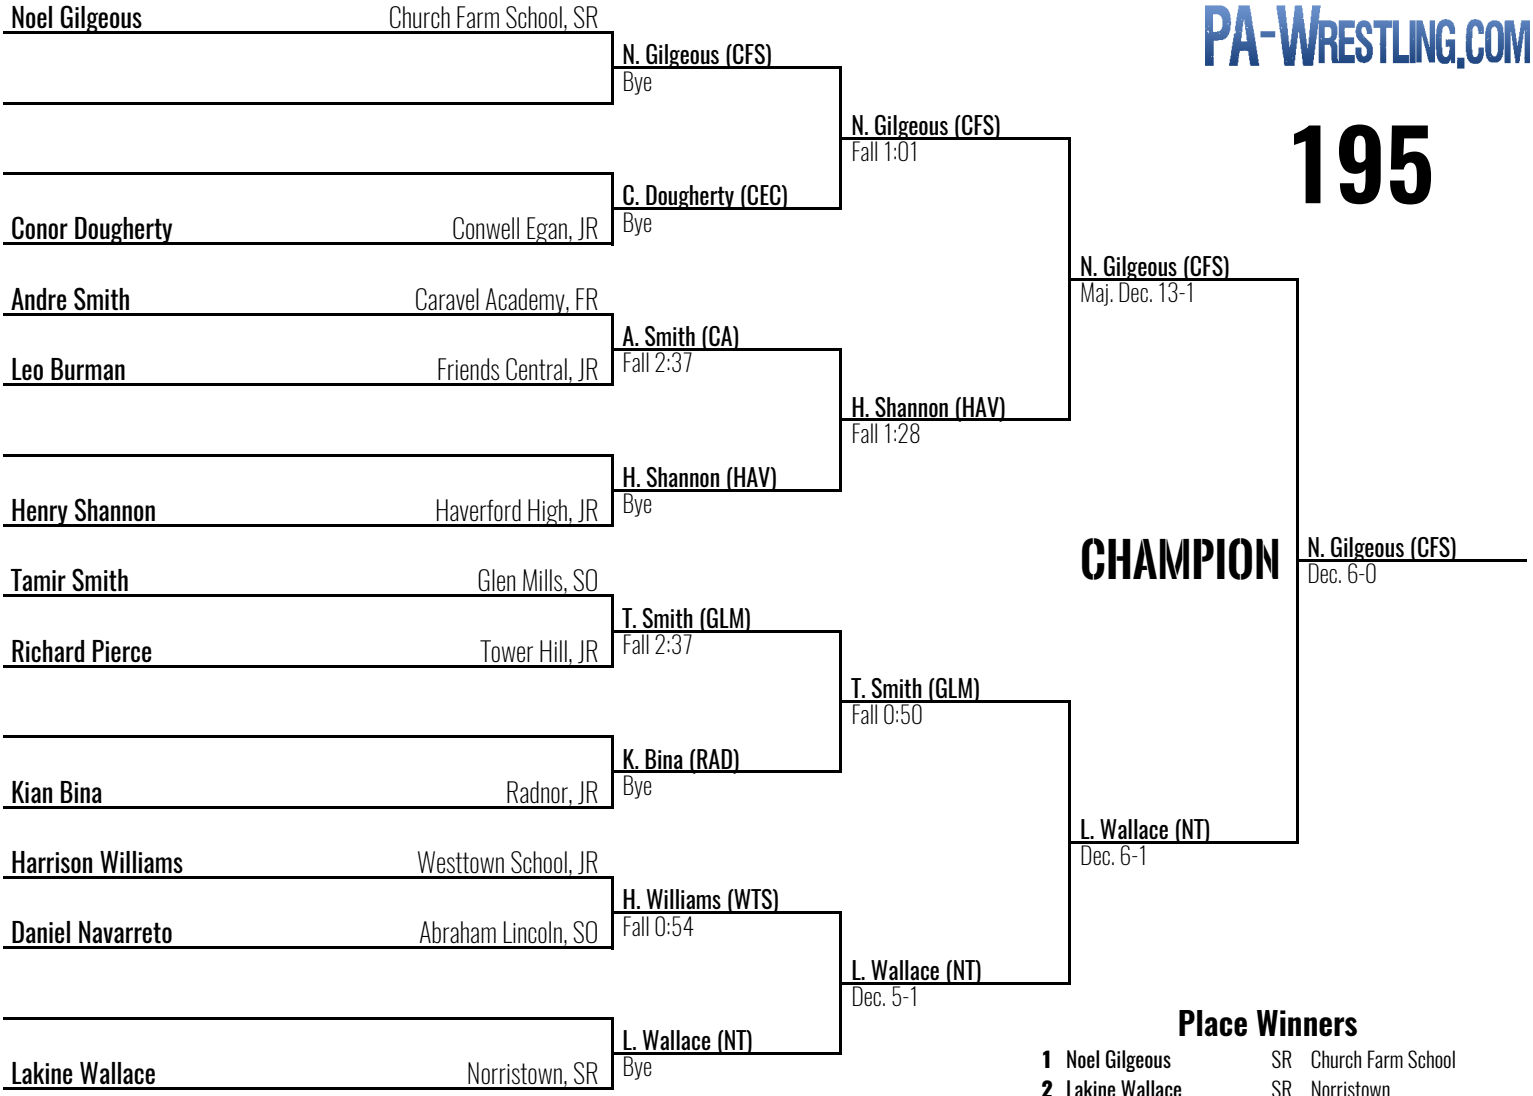 Noel Gilgeous Church Farm School, SR
N. Gilgeous (CFS)
Bye
N. Gilgeous (CFS)
Fall 1:01
C. Dougherty (CEC)
Bye
Conor Dougherty Conwell Egan, JR
N. Gilgeous (CFS)
Maj. Dec. 13-1
Andre Smith Caravel Academy, FR
A. Smith (CA)
Fall 2:37
Leo Burman Friends Central, JR
H. Shannon (HAV)
Fall 1:28
H. Shannon (HAV)
Bye
Henry Shannon Haverford High, JR
CHAMPION
N. Gilgeous (CFS)
Dec. 6-0
Tamir Smith Glen Mills, SO
T. Smith (GLM)
Fall 2:37
Richard Pierce Tower Hill, JR
T. Smith (GLM)
Fall 0:50
K. Bina (RAD)
Bye
Kian Bina Radnor, JR
L. Wallace (NT)
Dec. 6-1
Harrison Williams Westtown School, JR
H. Williams (WTS)
Fall 0:54
Daniel Navarreto Abraham Lincoln, SO
L. Wallace (NT)
Dec. 5-1
L. Wallace (NT)
Bye
Lakine Wallace Norristown, SR
PA-WRESTLING.COM
195
Place Winners
1 Noel Gilgeous SR Church Farm School
2 Lakine Wallace SR Norristown